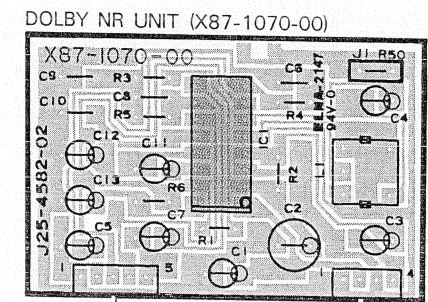 DOLBY NR UNIT (X87-1070-00)
X87-1070-00
J1 R50
C9
R3
C6
C8
C10
R5
R4
ELNA-2147
94V-0
C4
IC1
C12
C11
J25-4582-02
R2
L1
C13
R6
C7
C2
C5
R1
C3
C1
1 5
1 4